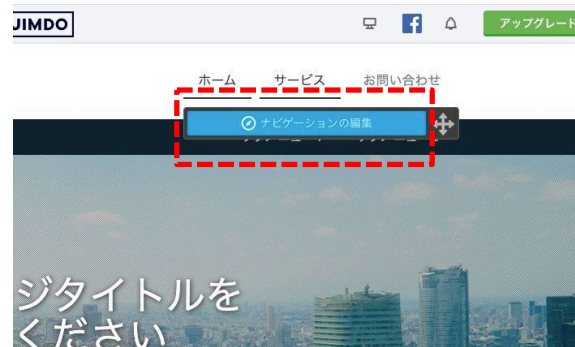 JIMDO
アップグレード
ホーム サービス お問い合わせ
ナビゲーションの編集
ジタイトルを
ください